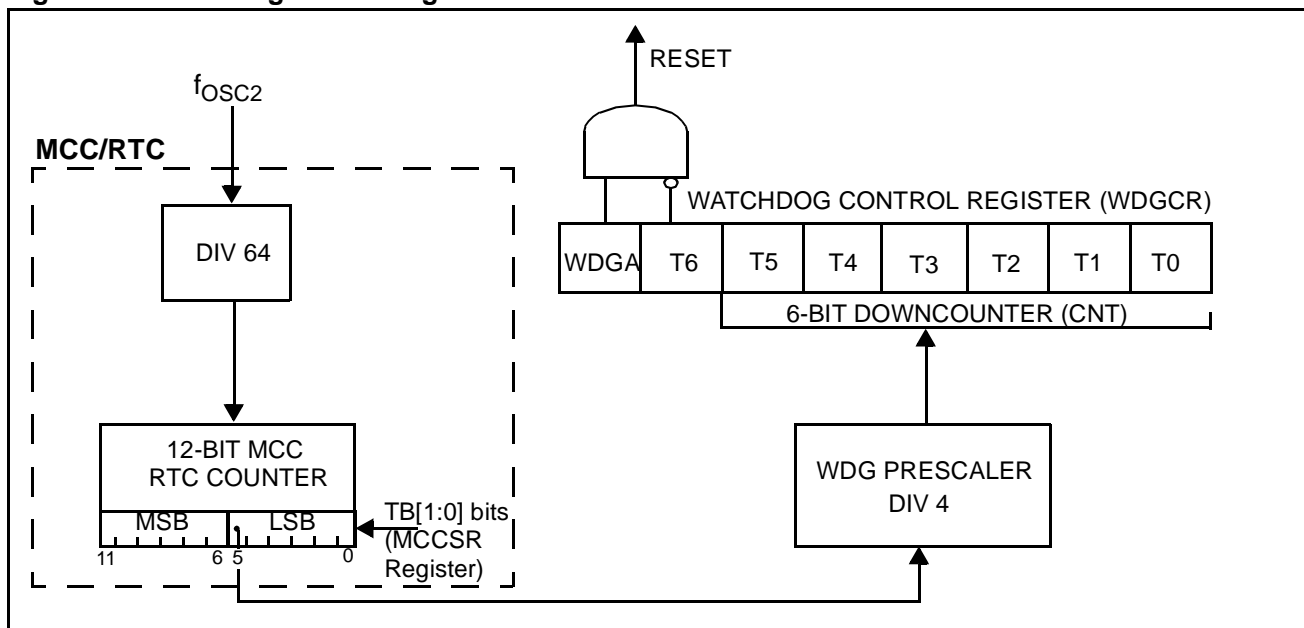 RESET
fOSC2
MCC/RTC
DIV 64
12-BIT MCC
RTC COUNTER
MSB LSB
11 6 5 0
TB[1:0] bits
(MCCSR
Register)
WATCHDOG CONTROL REGISTER (WDGCR)
WDGA T6 T5 T4 T3 T2 T1 T0
6-BIT DOWNCOUNTER (CNT)
WDG PRESCALER
DIV 4